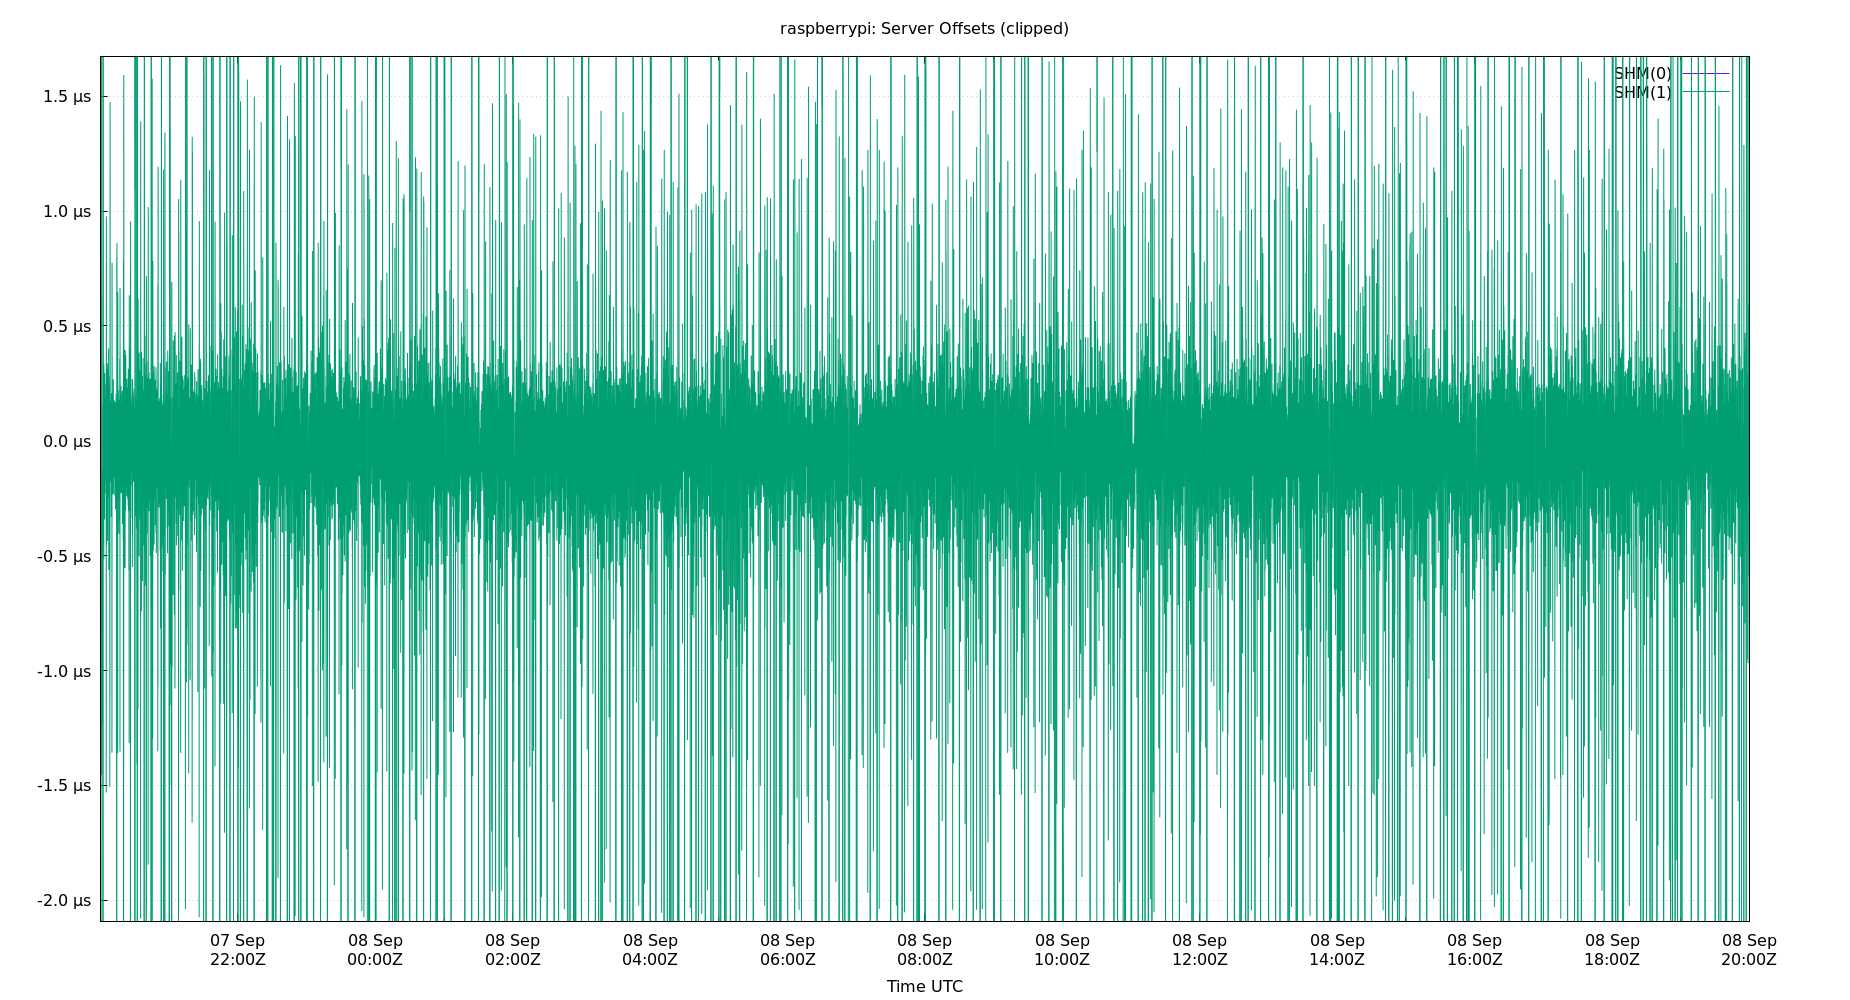 raspberrypi: Server Offsets (clipped)
SHM(0)
SHM(1)
1.5 µs
1.0 µs
0.5 µs
0.0 µs
-0.5 µs
-1.0 µs
-1.5 µs
-2.0 µs
07 Sep 08 Sep 08 Sep 08 Sep 08 Sep 08 Sep 08 Sep 08 Sep 08 Sep 08 Sep 08 Sep 08 Sep
22:00Z 00:00Z 02:00Z 04:00Z 06:00Z 08:00Z 10:00Z 12:00Z 14:00Z 16:00Z 18:00Z 20:00Z
Time UTC